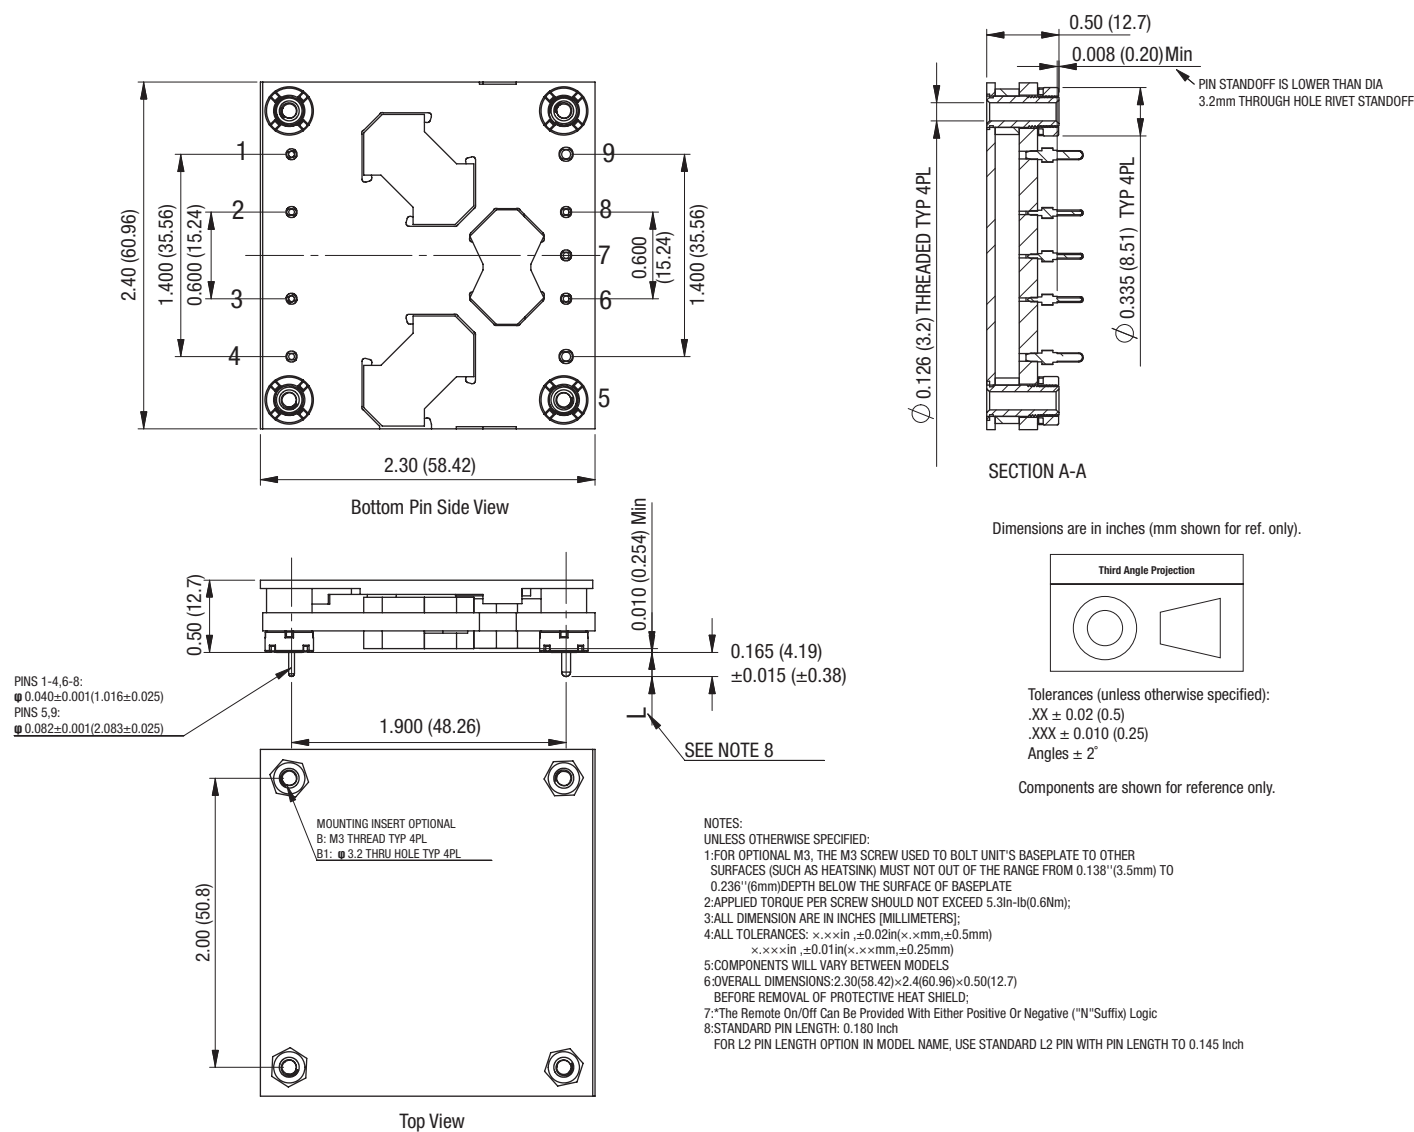 0.50 (12.7)
0.008 (0.20)Min
PIN STANDOFF IS LOWER THAN DIA
3.2mm THROUGH HOLE RIVET STANDOFF
1
2
3
4
9
8
7
6
5
2.40 (60.96)
1.400 (35.56)
0.600 (15.24)
0.600
(15.24)
1.400 (35.56)
2.30 (58.42)
Bottom Pin Side View
Ø 0.126 (3.2) THREADED TYP 4PL
Ø 0.335 (8.51) TYP 4PL
SECTION A-A
Dimensions are in inches (mm shown for ref. only).
Third Angle Projection
Tolerances (unless otherwise specified):
.XX ± 0.02 (0.5)
.XXX ± 0.010 (0.25)
Angles ± 2˚
Components are shown for reference only.
0.50 (12.7)
0.010 (0.254) Min
0.165 (4.19)
±0.015 (±0.38)
PINS 1-4,6-8:
φ 0.040±0.001(1.016±0.025)
PINS 5,9:
φ 0.082±0.001(2.083±0.025)
L
SEE NOTE 8
1.900 (48.26)
MOUNTING INSERT OPTIONAL
B: M3 THREAD TYP 4PL
B1: φ 3.2 THRU HOLE TYP 4PL
2.00 (50.8)
Top View
NOTES:
UNLESS OTHERWISE SPECIFIED:
1:FOR OPTIONAL M3, THE M3 SCREW USED TO BOLT UNIT'S BASEPLATE TO OTHER
SURFACES (SUCH AS HEATSINK) MUST NOT OUT OF THE RANGE FROM 0.138''(3.5mm) TO
0.236''(6mm)DEPTH BELOW THE SURFACE OF BASEPLATE
2:APPLIED TORQUE PER SCREW SHOULD NOT EXCEED 5.3In-lb(0.6Nm);
3:ALL DIMENSION ARE IN INCHES [MILLIMETERS];
4:ALL TOLERANCES: ×.××in ,±0.02in(×.×mm,±0.5mm)
×.×××in ,±0.01in(×.××mm,±0.25mm)
5:COMPONENTS WILL VARY BETWEEN MODELS
6:OVERALL DIMENSIONS:2.30(58.42)×2.4(60.96)×0.50(12.7)
BEFORE REMOVAL OF PROTECTIVE HEAT SHIELD;
7:*The Remote On/Off Can Be Provided With Either Positive Or Negative ("N"Suffix) Logic
8:STANDARD PIN LENGTH: 0.180 Inch
FOR L2 PIN LENGTH OPTION IN MODEL NAME, USE STANDARD L2 PIN WITH PIN LENGTH TO 0.145 Inch